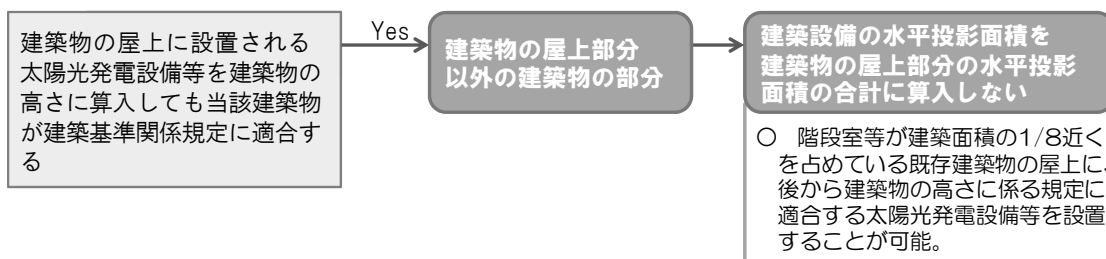 建築物の屋上に設置される
太陽光発電設備等を建築物の
高さに算入しても当該建築物
が建築基準関係規定に適合す
る
Yes
建築物の屋上部分
以外の建築物の部分
建築設備の水平投影面積を
建築物の屋上部分の水平投影
面積の合計に算入しない
○ 階段室等が建築面積の1/8近く
を占めている既存建築物の屋上に、
後から建築物の高さに係る規定に
適合する太陽光発電設備等を設置
することが可能。